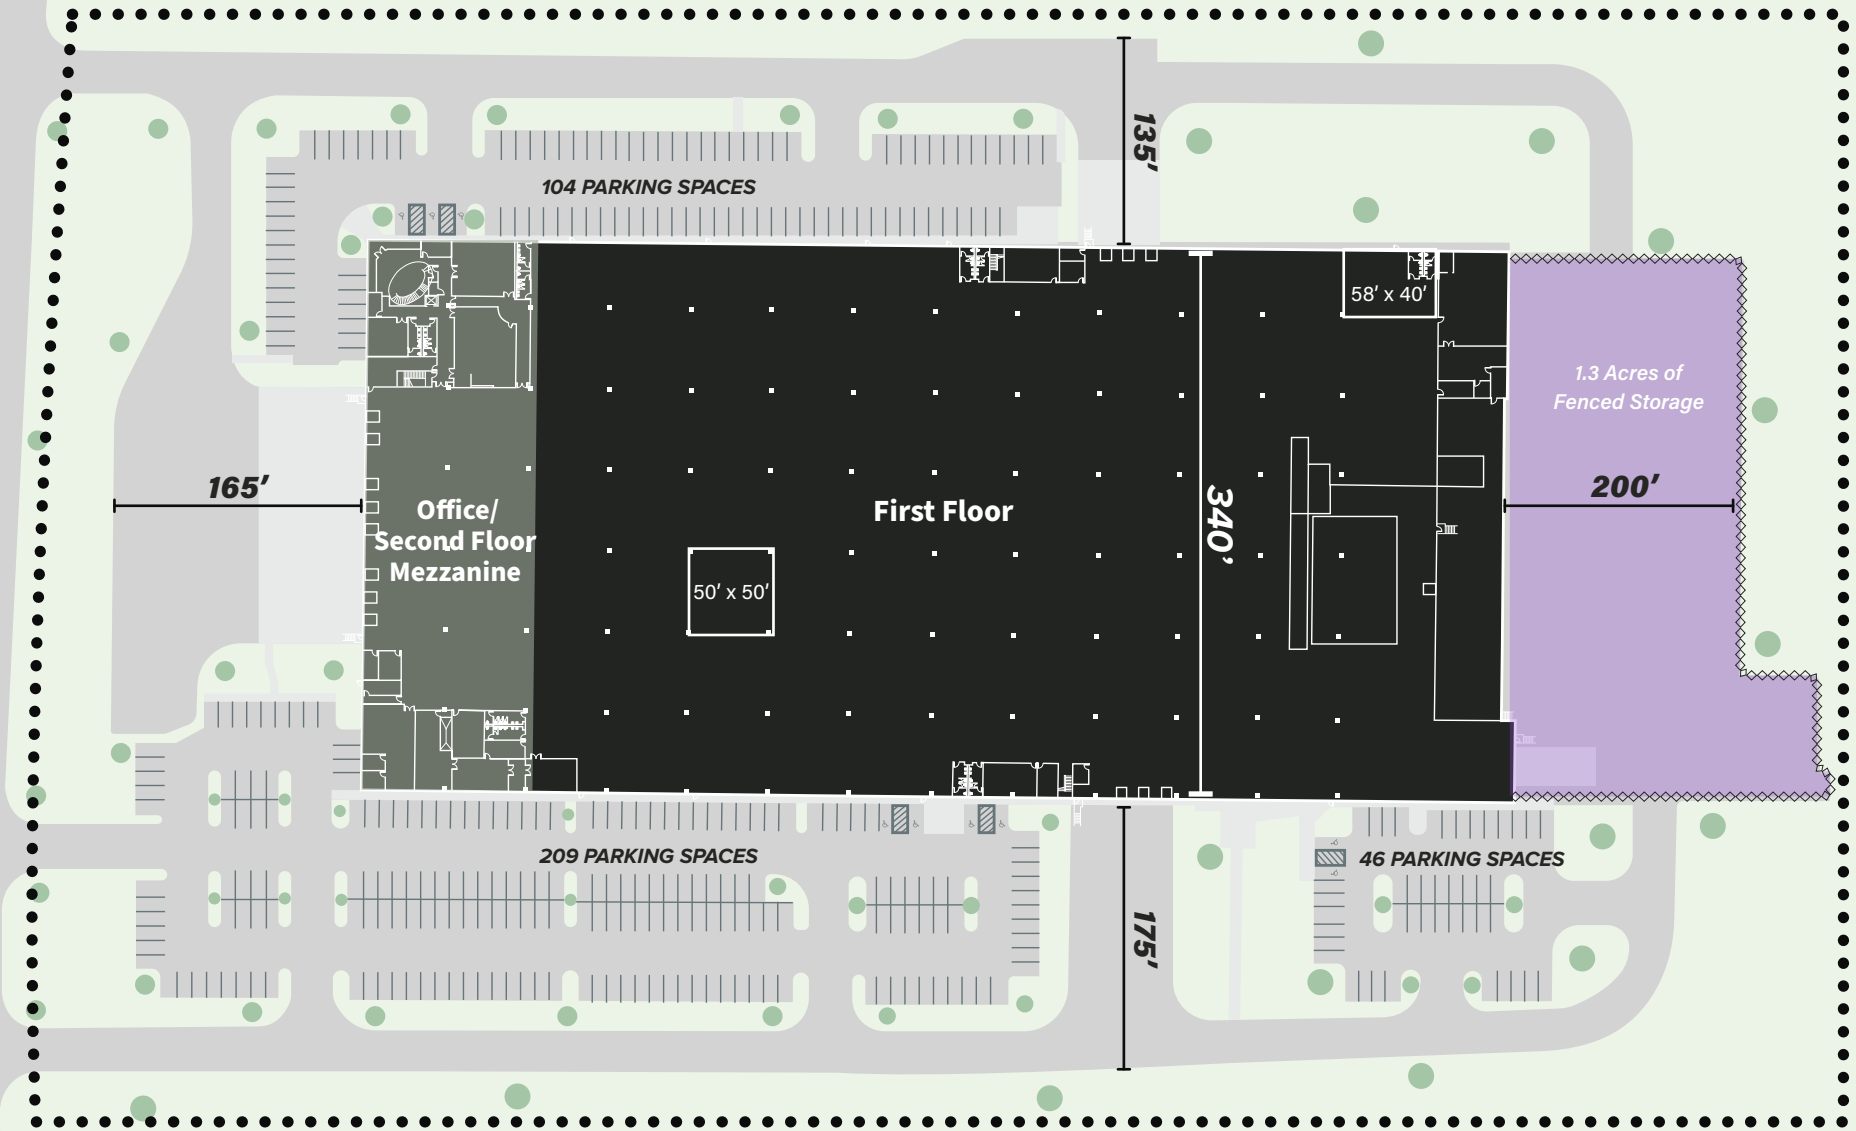 135′
104 PARKING SPACES
58′ x 40′
1.3 Acres of
Fenced Storage
165′
200′
Office/
Second Floor
Mezzanine
First Floor
340′
50′ x 50′
209 PARKING SPACES
46 PARKING SPACES
175′